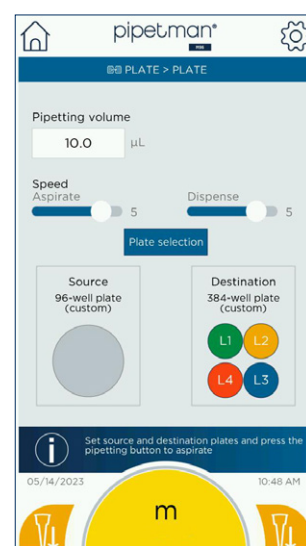 pipetman®
PLATE > PLATE
Pipetting volume
10.0 µL
Speed
Aspirate 5 Dispense 5
Plate selection
Source
96-well plate
(custom)
Destination
384-well plate
(custom)
L1 L2
L4 L3
i Set source and destination plates and press the
pipetting button to aspirate
05/14/2023 10:48 AM
m